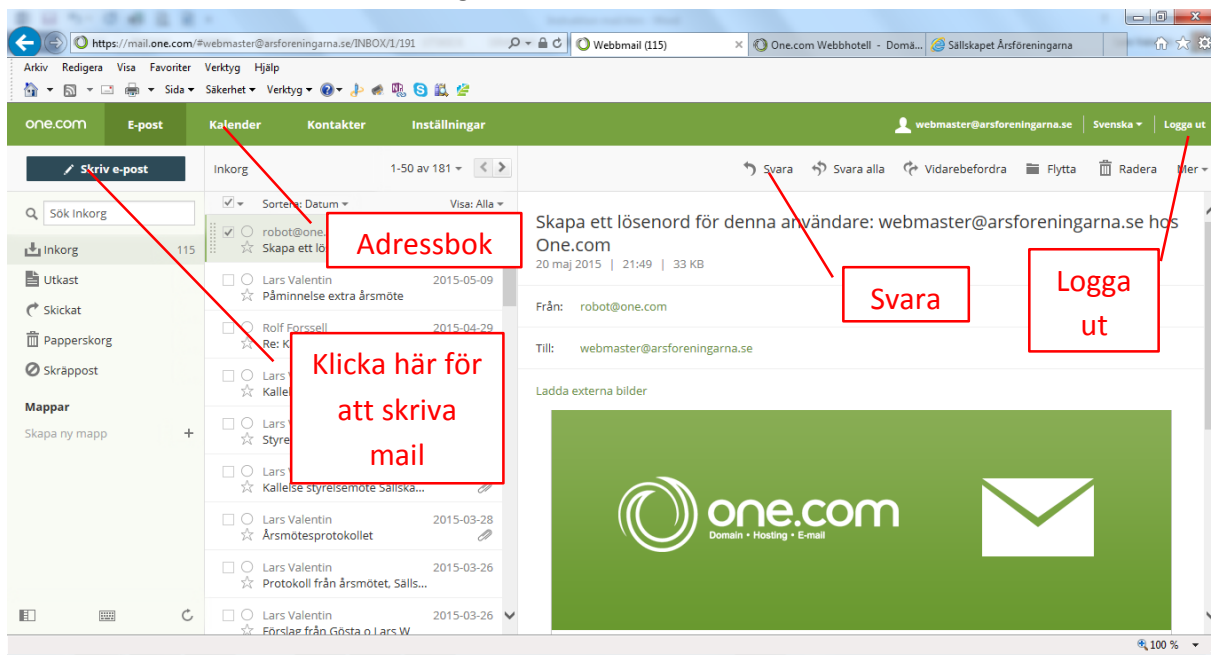 https://mail.one.com/#webmaster@arsforeningarna.se/INBOX/1/191
Webbmail (115)
One.com Webbhotell - Domä...
Sällskapet Årsföreningarna
Arkiv Redigera Visa Favoriter Verktyg Hjälp
Sida Säkerhet Verktyg
one.com E-post Kalender Kontakter Inställningar
webmaster@arsforeningarna.se Svenska Logga ut
Skriv e-post
Inkorg 1-50 av 181
Svara Svara alla Vidarebefordra Flytta Radera Mer
Sök Inkorg
Inkorg 115
Utkast
Skickat
Papperskorg
Skräppost
Mappar
Skapa ny mapp +
Sortera: Datum Visa: Alla
robot@one.
Skapa ett lö
Lars Valentin 2015-05-09
Påminnelse extra årsmöte
Rolf Forssell 2015-04-29
Re: K
Lars
Kallel
Lars
Styre
Lars
Kallelse styrelsemöte Sällska...
Lars Valentin 2015-03-28
Årsmötesprotokollet
Lars Valentin 2015-03-26
Protokoll från årsmötet, Sälls...
Lars Valentin 2015-03-26
Förslag från Gösta o Lars W
Adressbok
Klicka här för
att skriva
mail
Svara
Logga
ut
Skapa ett lösenord för denna användare: webmaster@arsforeningarna.se hos
One.com
20 maj 2015 | 21:49 | 33 KB
Från: robot@one.com
Till: webmaster@arsforeningarna.se
Ladda externa bilder
one.com
Domain • Hosting • E-mail
100 %